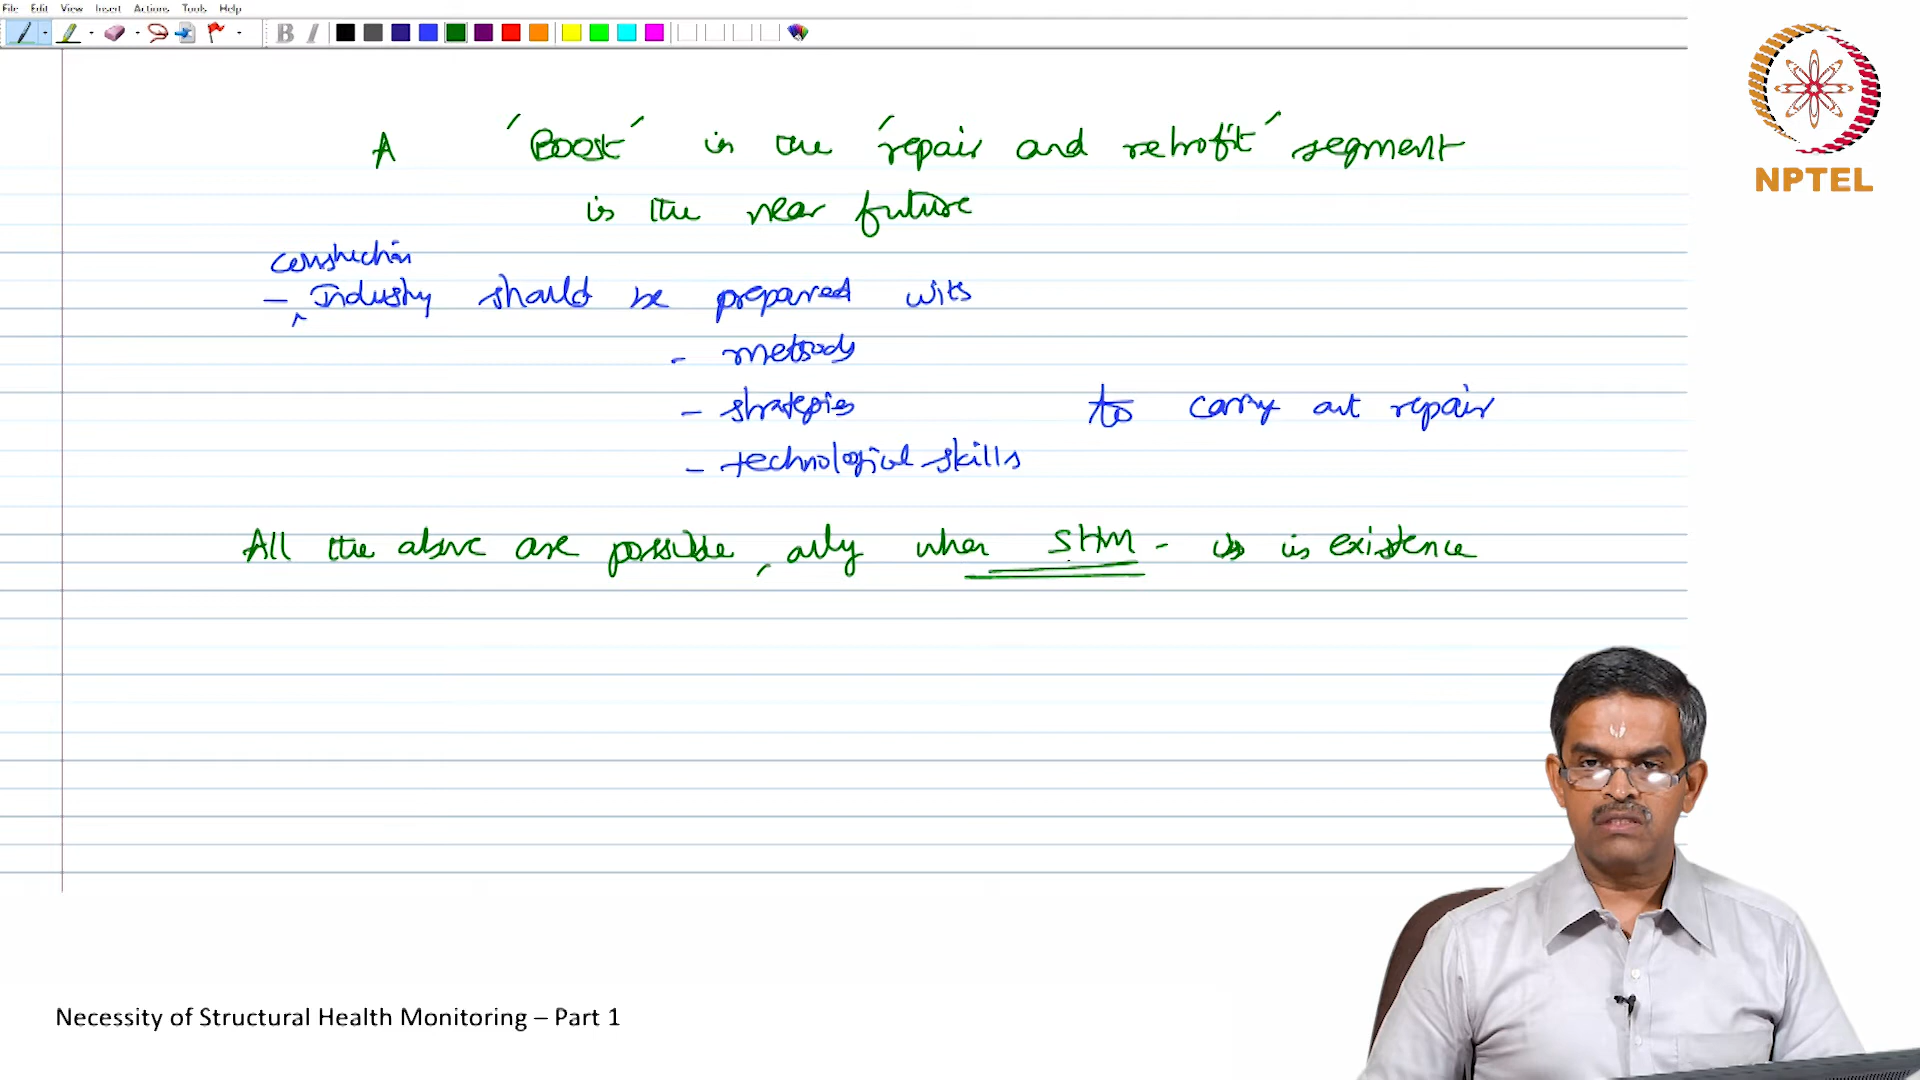 File Edit View Insert Actions Tools Help
B I
A 'Boost' in the 'repair and retrofit' segment
in the near future
construction
– Industry should be prepared with
^
- methods
– strategies to carry out repair
– technological skills
All the above are possible, only when SHM - is in existence
NPTEL
Necessity of Structural Health Monitoring – Part 1